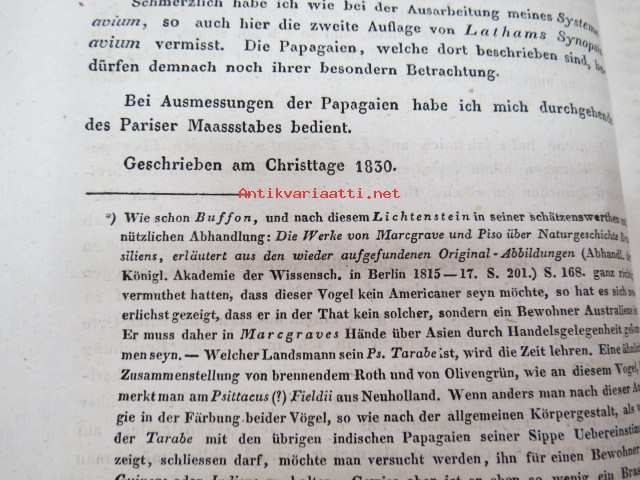 Schmerzlich habe ich wie bei der Ausarbeitung meines Systema
avium, so auch hier die zweite Auflage von Lathams Synopsis
avium vermisst. Die Papagaien, welche dort beschrieben sind, be-
dürfen demnach noch ihrer besondern Betrachtung.
Bei Ausmessungen der Papagaien habe ich mich durchgehends
des Pariser Maassstabes bedient.
Geschrieben am Christtage 1830.
Antikvariaatti.net
*) Wie schon Buffon, und nach diesem Lichtenstein in seiner schätzenswerthen
nützlichen Abhandlung: Die Werke von Marcgrave und Piso über Naturgeschichte Bra-
siliens, erläutert aus den wieder aufgefundenen Original-Abbildungen (Abhandl.
Königl. Akademie der Wissensch. in Berlin 1815—17. S. 201.) S. 168. ganz richtig
vermuthet hatten, dass dieser Vogel kein Americaner seyn möchte, so hat es sich
erlichst gezeigt, dass er in der That kein solcher, sondern ein Bewohner Australiens
Er muss daher in Marcgraves Hände über Asien durch Handelsgelegenheit gekom-
men seyn. — Welcher Landsmann sein Ps. Tarabe ist, wird die Zeit lehren. Eine ähnliche
Zusammenstellung von brennendem Roth und von Olivengrün, wie an diesem Vogel,
merkt man am Psittacus (?) Fieldii aus Neuholland. Wenn anders man nach dieser
gie in der Färbung beider Vögel, so wie nach der allgemeinen Körpergestalt, als
der Tarabe mit den übrigen indischen Papagaien seiner Sippe Uebereinstim
zeigt, schliessen darf, möchte man versucht werden, ihn für einen Bewohner
oder